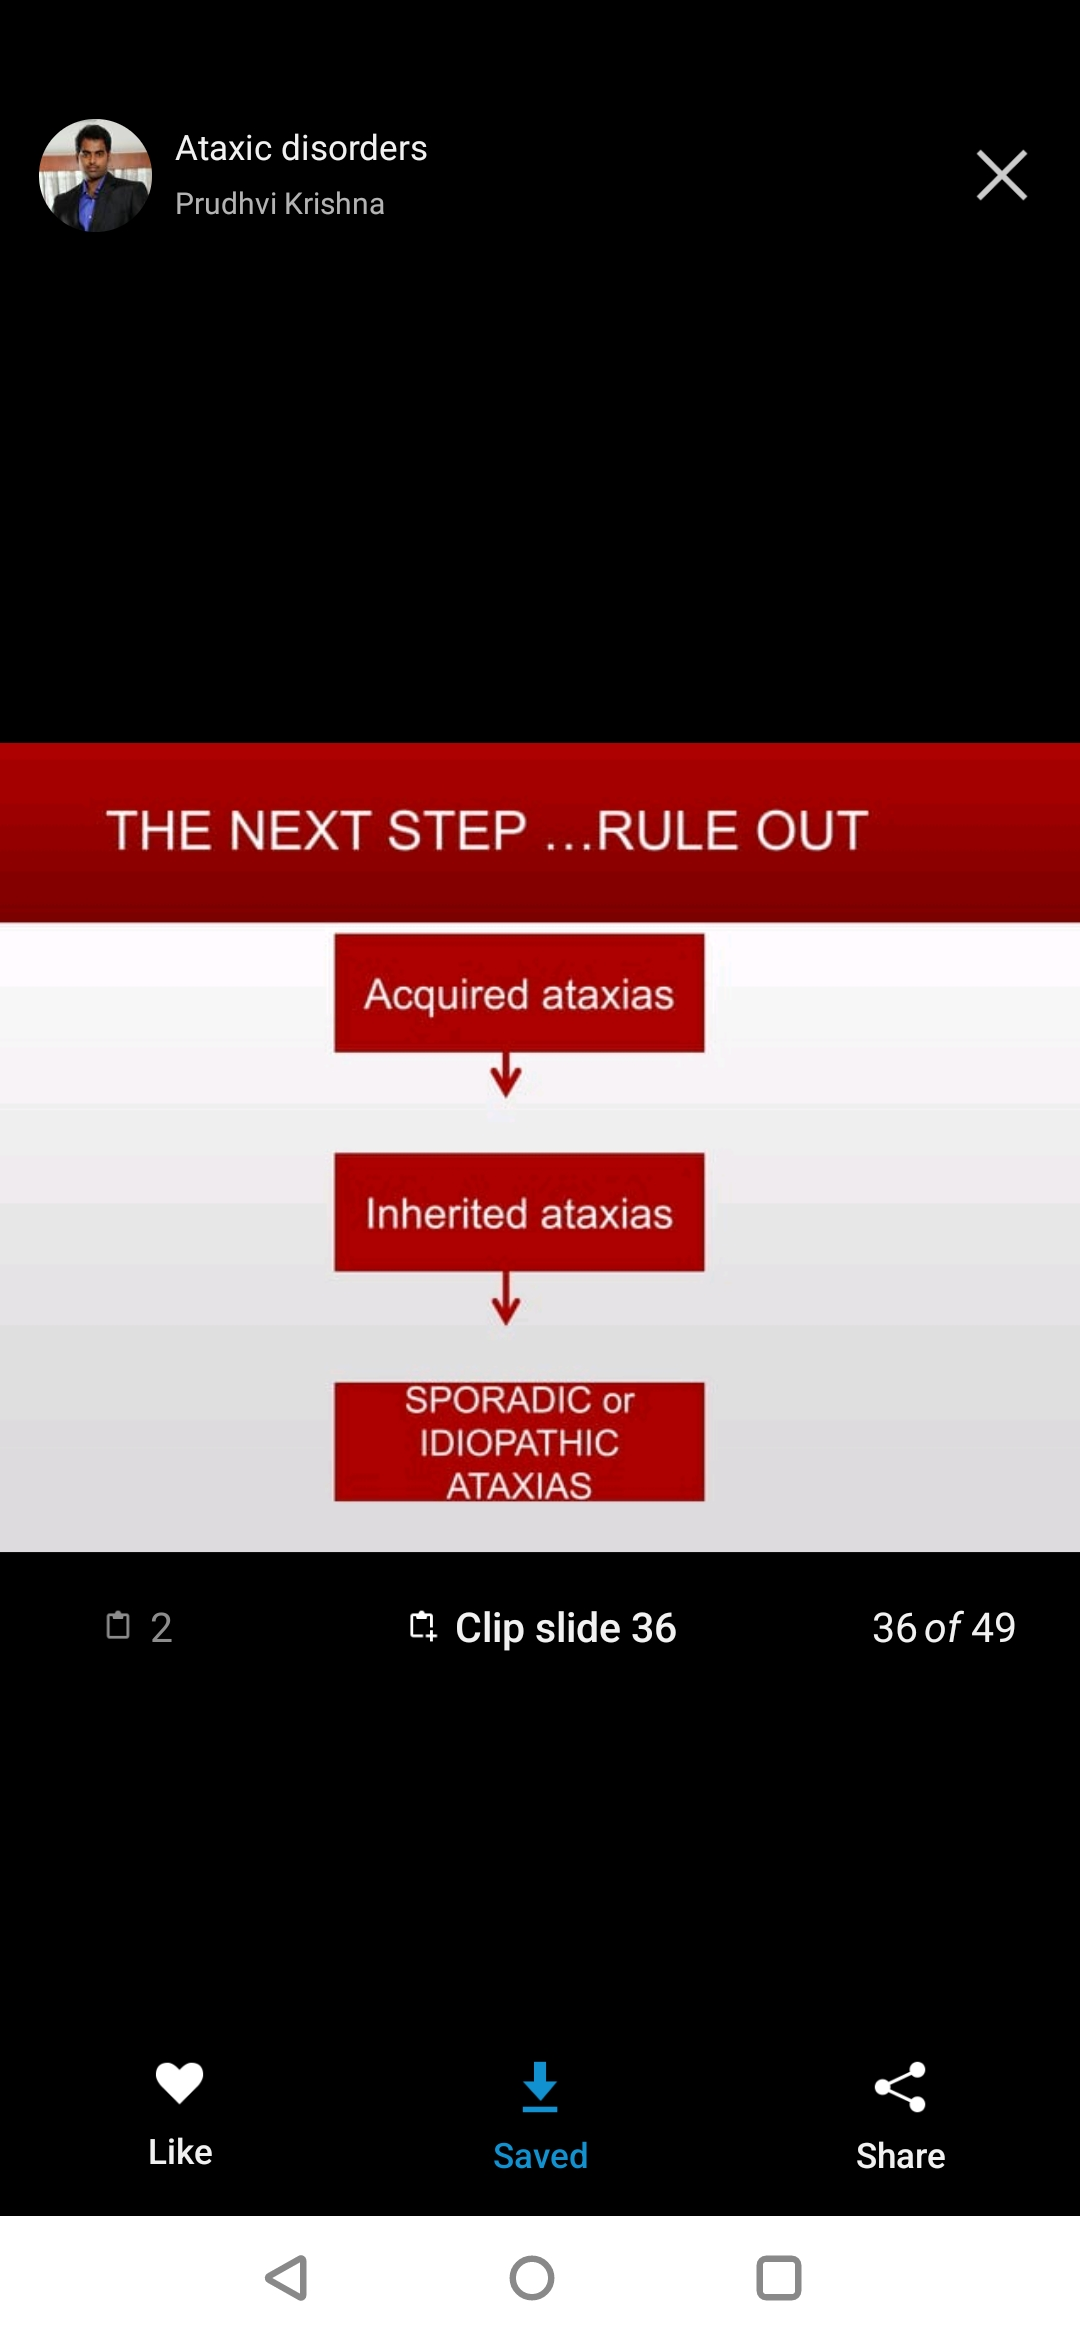 Ataxic disorders
Prudhvi Krishna
THE NEXT STEP ...RULE OUT
Acquired ataxias
Inherited ataxias
SPORADIC or
IDIOPATHIC
ATAXIAS
2
Clip slide 36
36 of 49
Like
Saved
Share